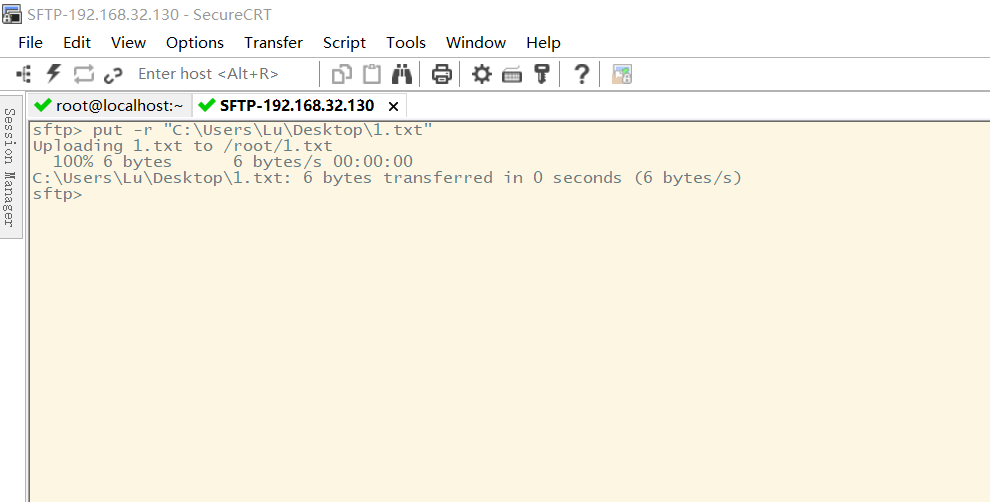 SFTP-192.168.32.130 - SecureCRT
File Edit View Options Transfer Script Tools Window Help
Enter host <Alt+R>
Session Manager
root@localhost:~ SFTP-192.168.32.130
sftp> put -r "C:\Users\Lu\Desktop\1.txt"
Uploading 1.txt to /root/1.txt
100% 6 bytes 6 bytes/s 00:00:00
C:\Users\Lu\Desktop\1.txt: 6 bytes transferred in 0 seconds (6 bytes/s)
sftp>